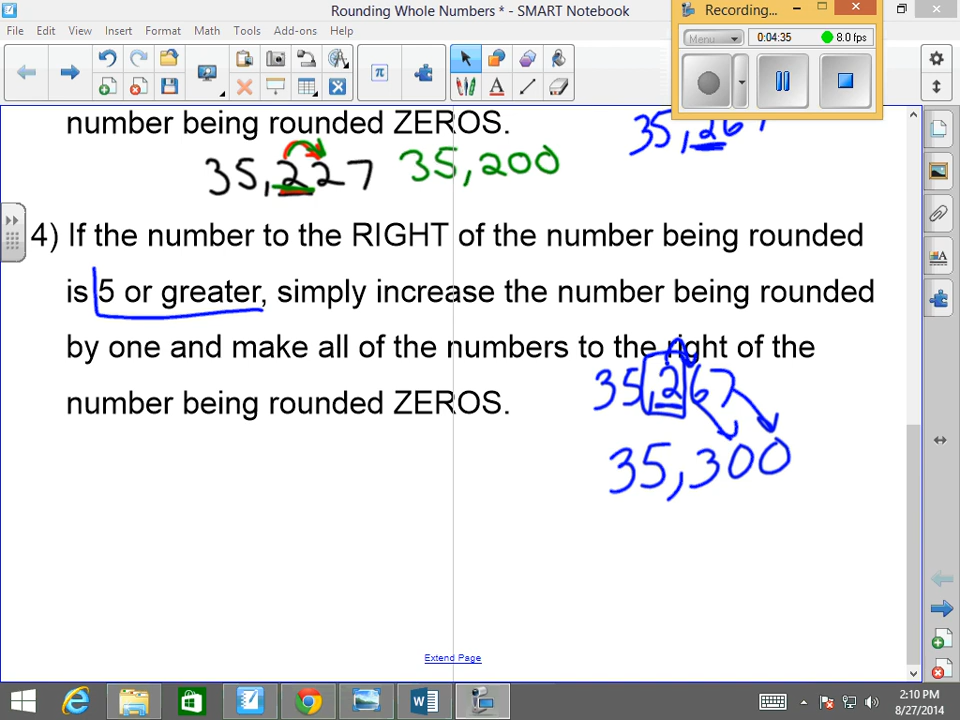 Rounding Whole Numbers * - SMART Notebook
Recording...
File Edit View Insert Format Math Tools Add-ons Help
Menu
0:04:35
8.0 fps
number being rounded ZEROS.
35,267
35,227 35,200
4) If the number to the RIGHT of the number being rounded
is 5 or greater, simply increase the number being rounded
by one and make all of the numbers to the right of the
number being rounded ZEROS.
35,267
35,300
Extend Page
2:10 PM
8/27/2014